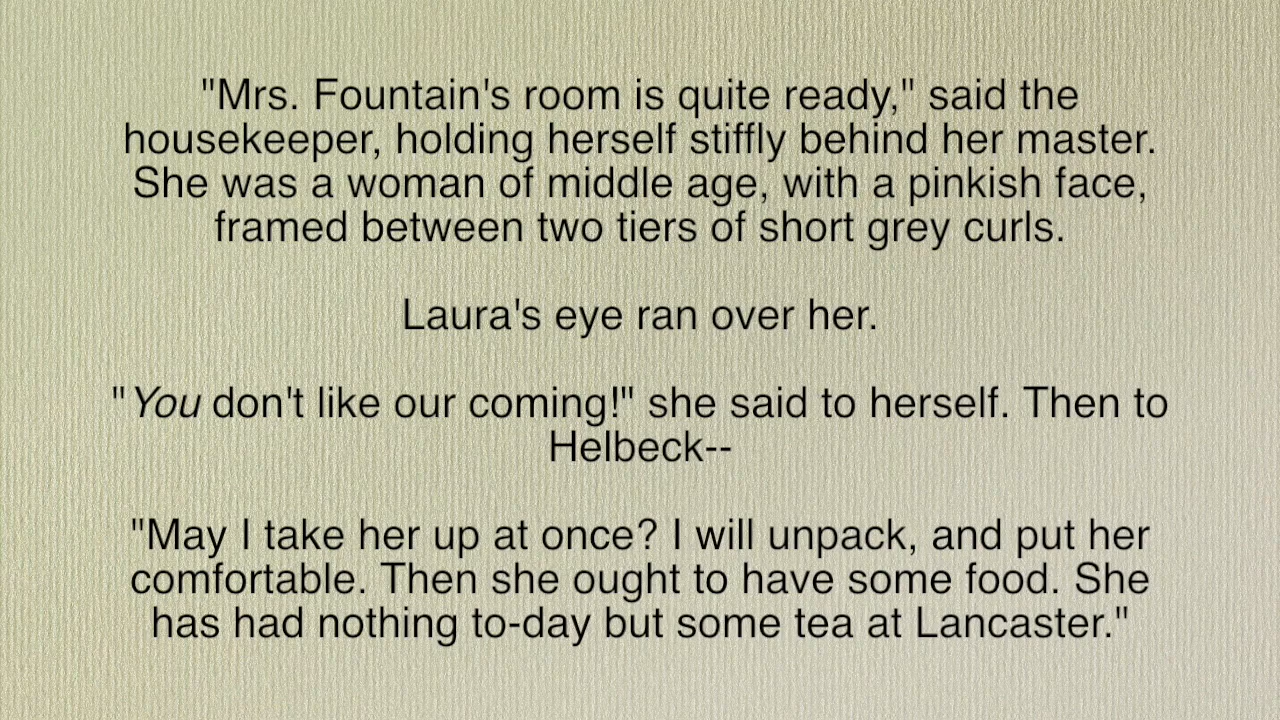 "Mrs. Fountain's room is quite ready," said the
housekeeper, holding herself stiffly behind her master.
She was a woman of middle age, with a pinkish face,
framed between two tiers of short grey curls.
Laura's eye ran over her.
"You don't like our coming!" she said to herself. Then to
Helbeck--
"May I take her up at once? I will unpack, and put her
comfortable. Then she ought to have some food. She
has had nothing to-day but some tea at Lancaster."